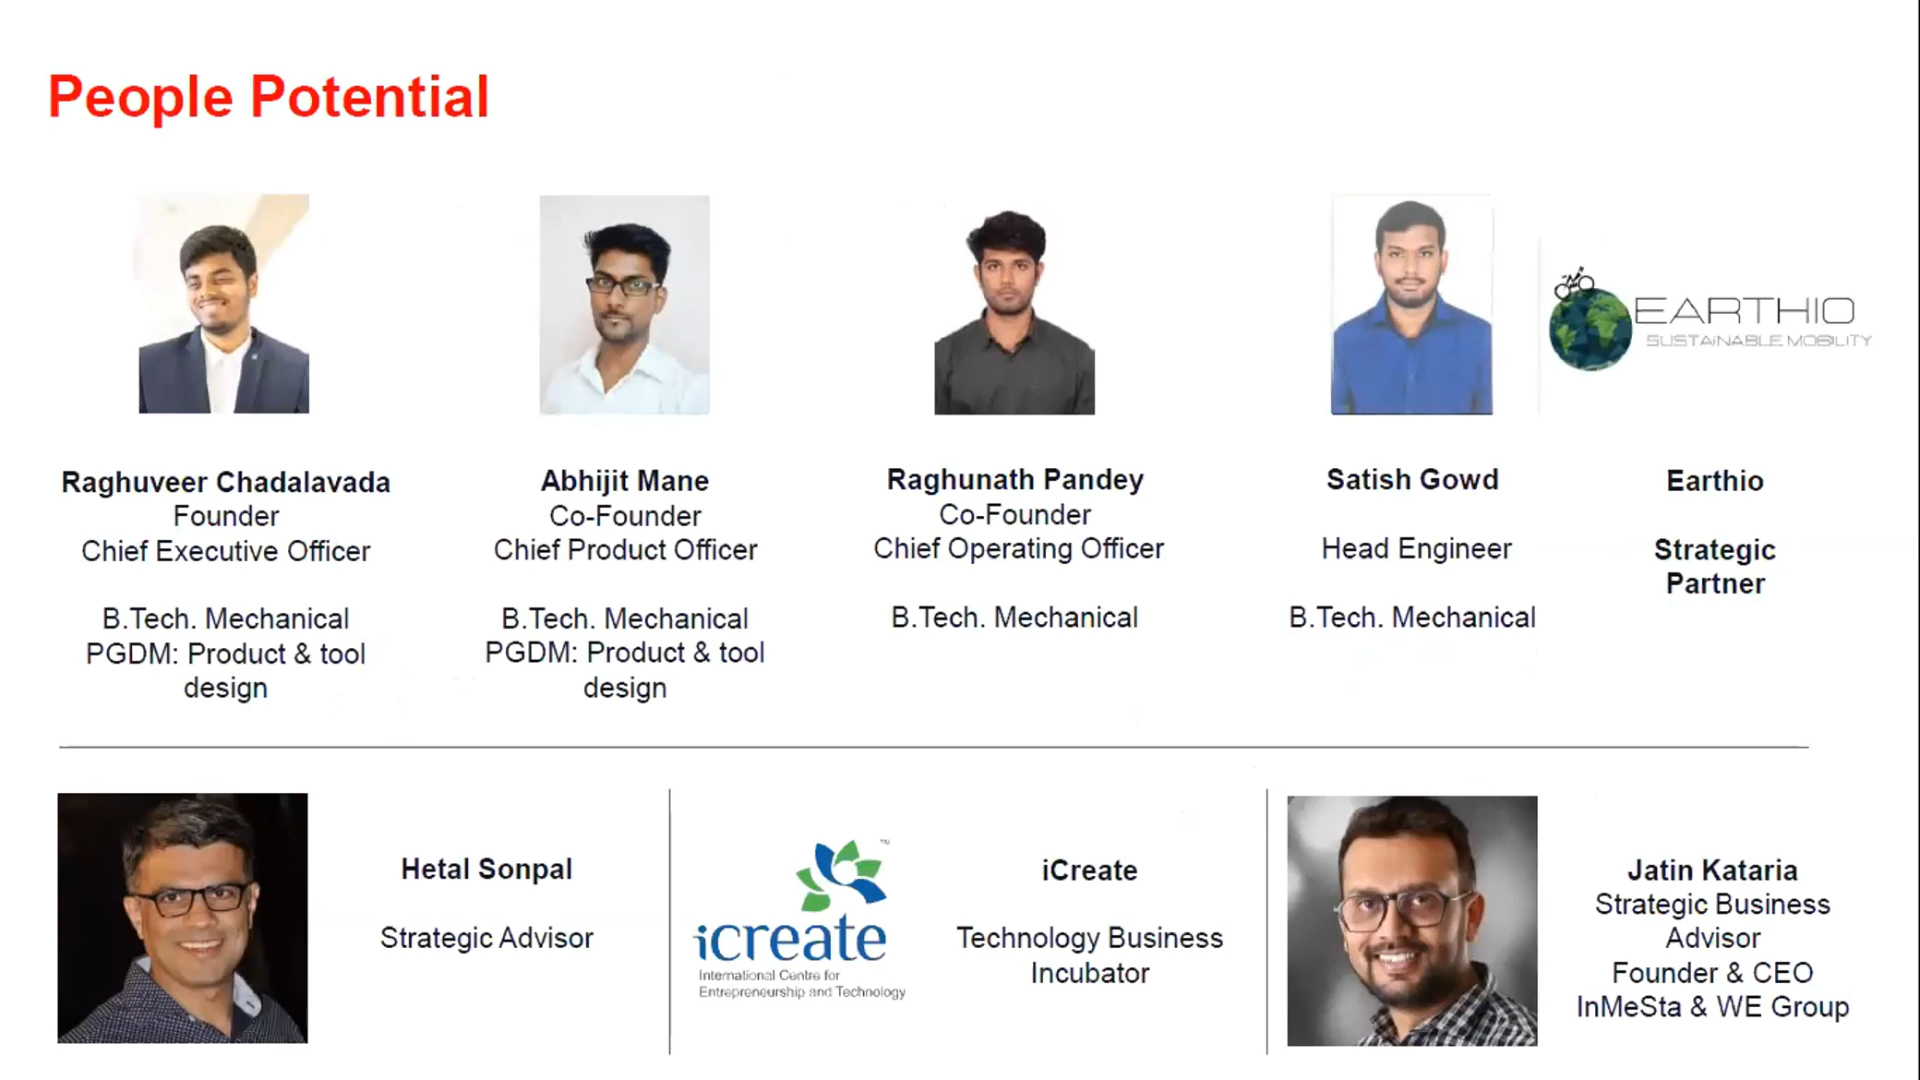 People Potential
EARTHIO
SUSTAINABLE MOBILITY
Raghuveer Chadalavada
Founder
Chief Executive Officer
B.Tech. Mechanical
PGDM: Product & tool
design
Abhijit Mane
Co-Founder
Chief Product Officer
B.Tech. Mechanical
PGDM: Product & tool
design
Raghunath Pandey
Co-Founder
Chief Operating Officer
B.Tech. Mechanical
Satish Gowd
Head Engineer
B.Tech. Mechanical
Earthio
Strategic
Partner
Hetal Sonpal
Strategic Advisor
TM
icreate
International Centre for
Entrepreneurship and Technology
iCreate
Technology Business
Incubator
Jatin Kataria
Strategic Business
Advisor
Founder & CEO
InMeSta & WE Group